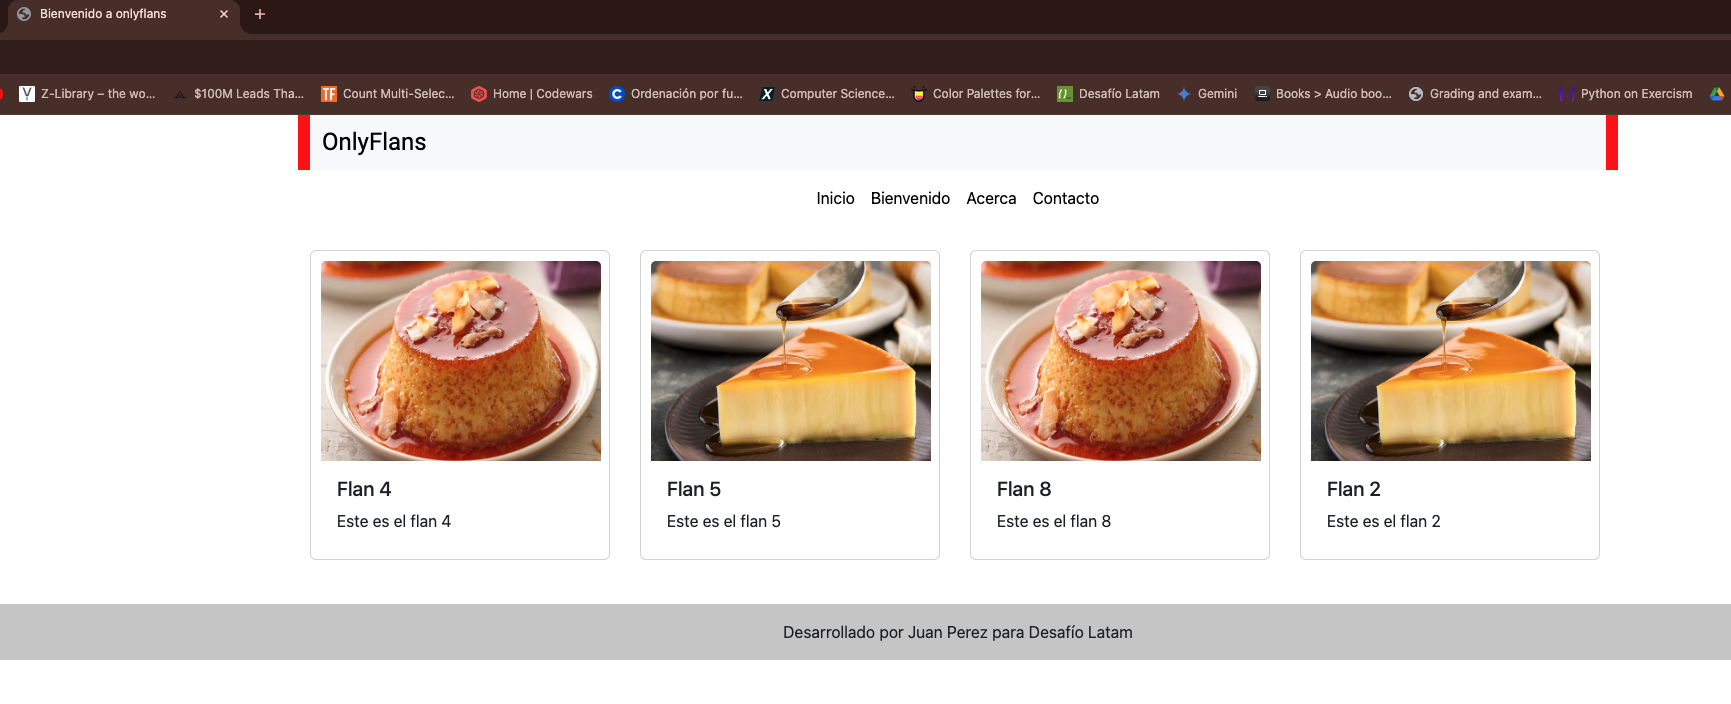 Bienvenido a onlyflans
Z-Library – the wo... $100M Leads Tha... Count Multi-Selec... Home | Codewars Ordenación por fu... Computer Science... Color Palettes for... Desafío Latam Gemini Books > Audio boo... Grading and exam... Python on Exercism
OnlyFlans
Inicio Bienvenido Acerca Contacto
Flan 4 Flan 5 Flan 8 Flan 2
Este es el flan 4 Este es el flan 5 Este es el flan 8 Este es el flan 2
Desarrollado por Juan Perez para Desafío Latam